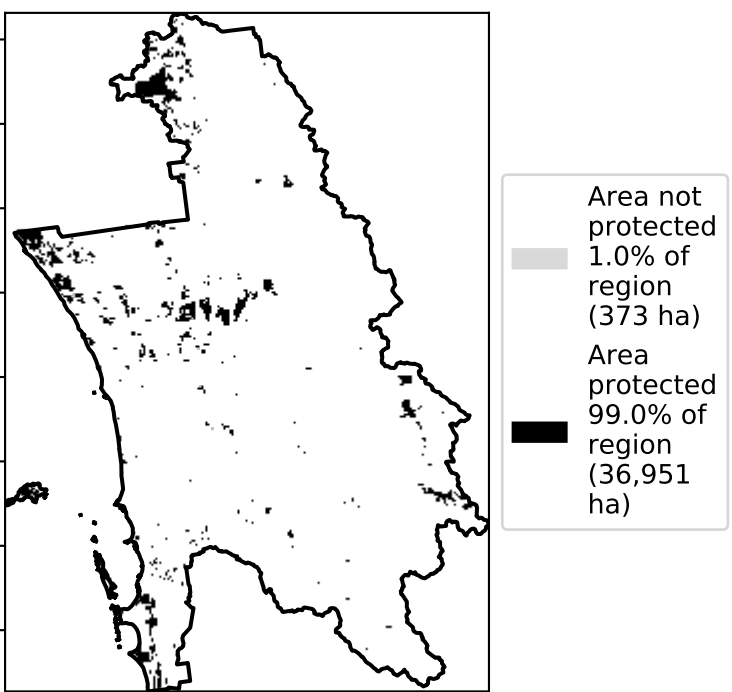 Area not
protected
1.0% of
region
(373 ha)
Area
protected
99.0% of
region
(36,951
ha)